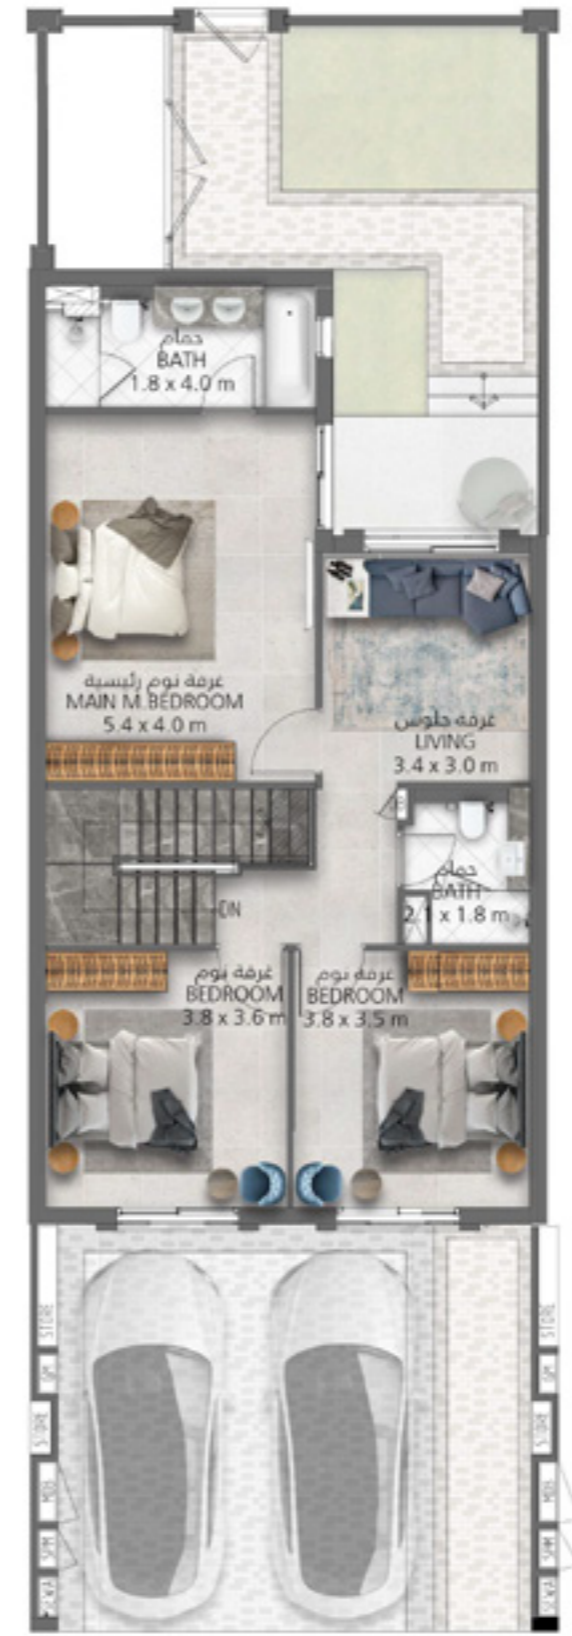 حمام
BATH
1.8 x 4.0 m
غرفة نوم رئيسية
MAIN M.BEDROOM
5.4 x 4.0 m
غرفة جلوس
LIVING
3.4 x 3.0 m
حمام
BATH
2.1 x 1.8 m
DN
غرفة نوم
BEDROOM
3.8 x 3.6 m
غرفة نوم
BEDROOM
3.8 x 3.5 m
STORE
GM
STORE
STORE
GM
STORE